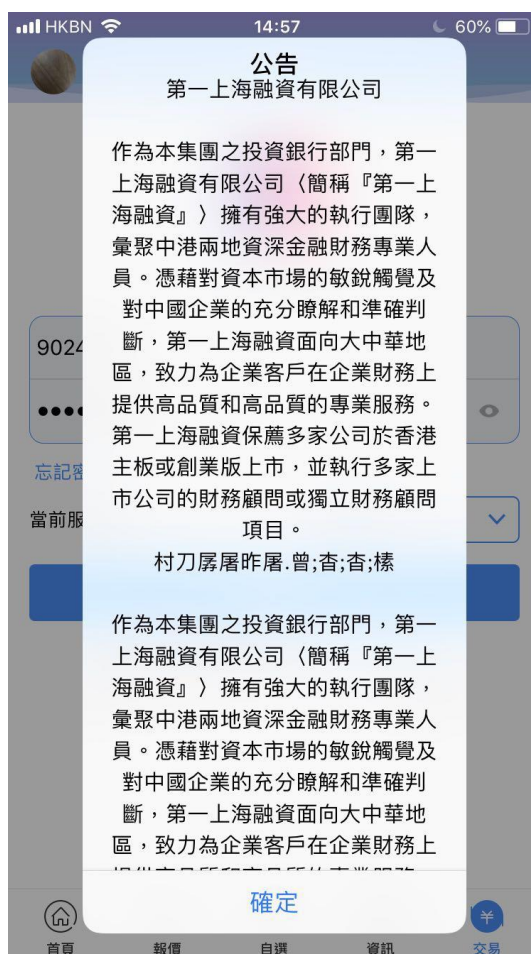 HKBN 14:57 60%
公告
第一上海融資有限公司
作為本集團之投資銀行部門，第一
上海融資有限公司〈簡稱『第一上
海融資』〉擁有強大的執行團隊，
彙聚中港兩地資深金融財務專業人
員。憑藉對資本市場的敏銳觸覺及
對中國企業的充分瞭解和準確判
斷，第一上海融資面向大中華地
區，致力為企業客戶在企業財務上
提供高品質和高品質的專業服務。
第一上海融資保薦多家公司於香港
主板或創業版上市，並執行多家上
市公司的財務顧問或獨立財務顧問
項目。
村刀孱屠昨屠.曾;杳;杳;榛
作為本集團之投資銀行部門，第一
上海融資有限公司〈簡稱『第一上
海融資』〉擁有強大的執行團隊，
彙聚中港兩地資深金融財務專業人
員。憑藉對資本市場的敏銳觸覺及
對中國企業的充分瞭解和準確判
斷，第一上海融資面向大中華地
區，致力為企業客戶在企業財務上
確定
9024
忘記密
當前服
首頁 報價 自選 資訊 交易